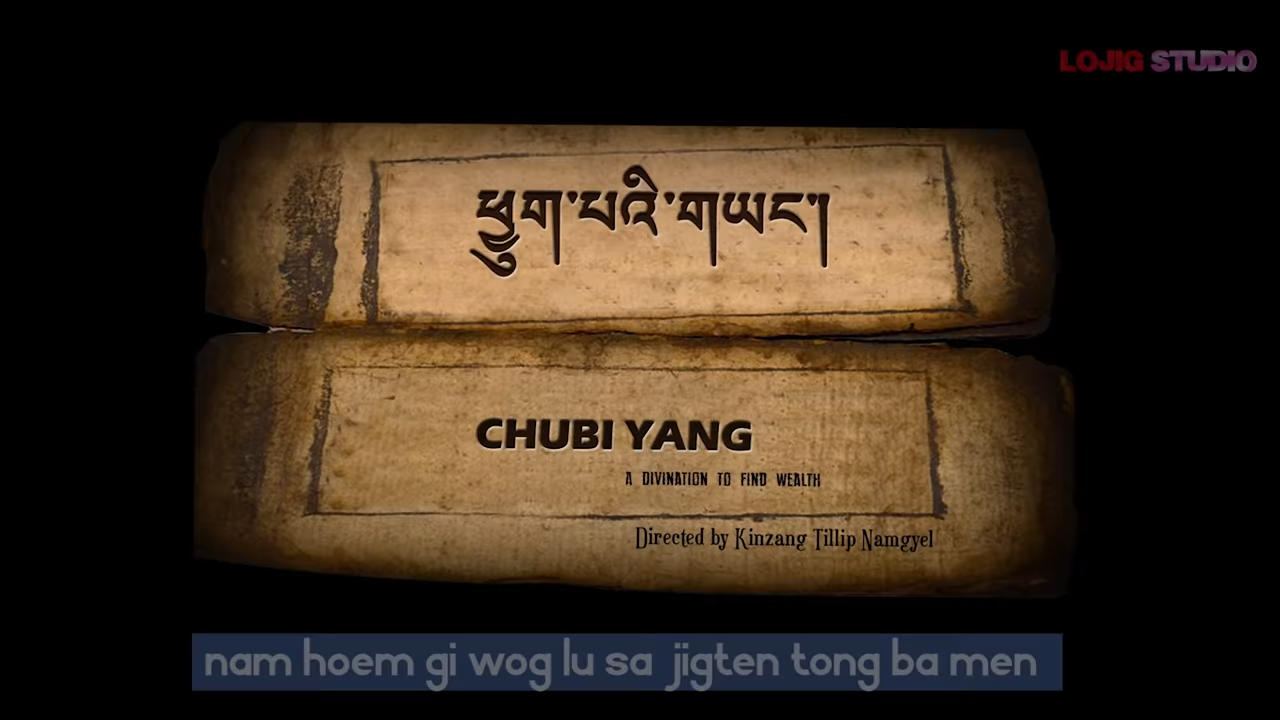 LOJIG STUDIO
ཕྱུག་པའི་གཡང་།
CHUBI YANG
A DIVINATION TO FIND WEALTH
Directed by Kinzang Tillip Namgyel
nam hoem gi wog lu sa jigten tong ba men